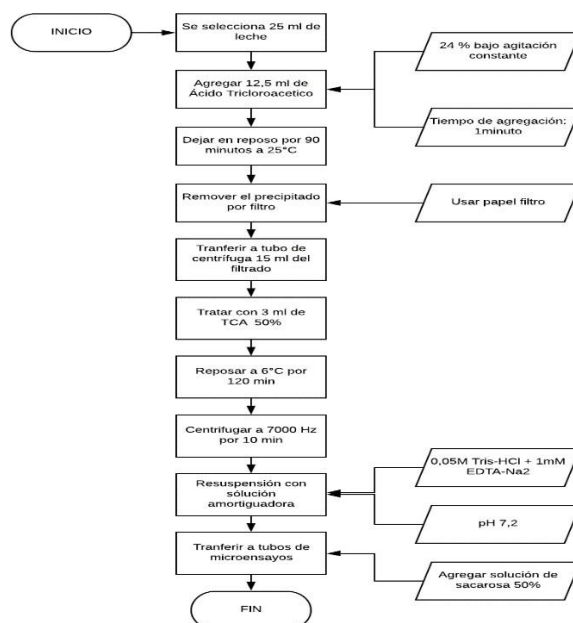 INICIO
Se selecciona 25 ml de
leche
24 % bajo agitación
constante
Agregar 12,5 ml de
Ácido Tricloroacetico
Tiempo de agregación:
1minuto
Dejar en reposo por 90
minutos a 25°C
Remover el precipitado
por filtro
Usar papel filtro
Tranferir a tubo de
centrífuga 15 ml del
filtrado
Tratar con 3 ml de
TCA 50%
Reposar a 6°C por
120 min
Centrifugar a 7000 Hz
por 10 min
0,05M Tris-HCl + 1mM
EDTA-Na2
Resuspensión con
sólución
amortiguadora
pH 7,2
Tranferir a tubos de
microensayos
Agregar solución de
sacarosa 50%
FIN